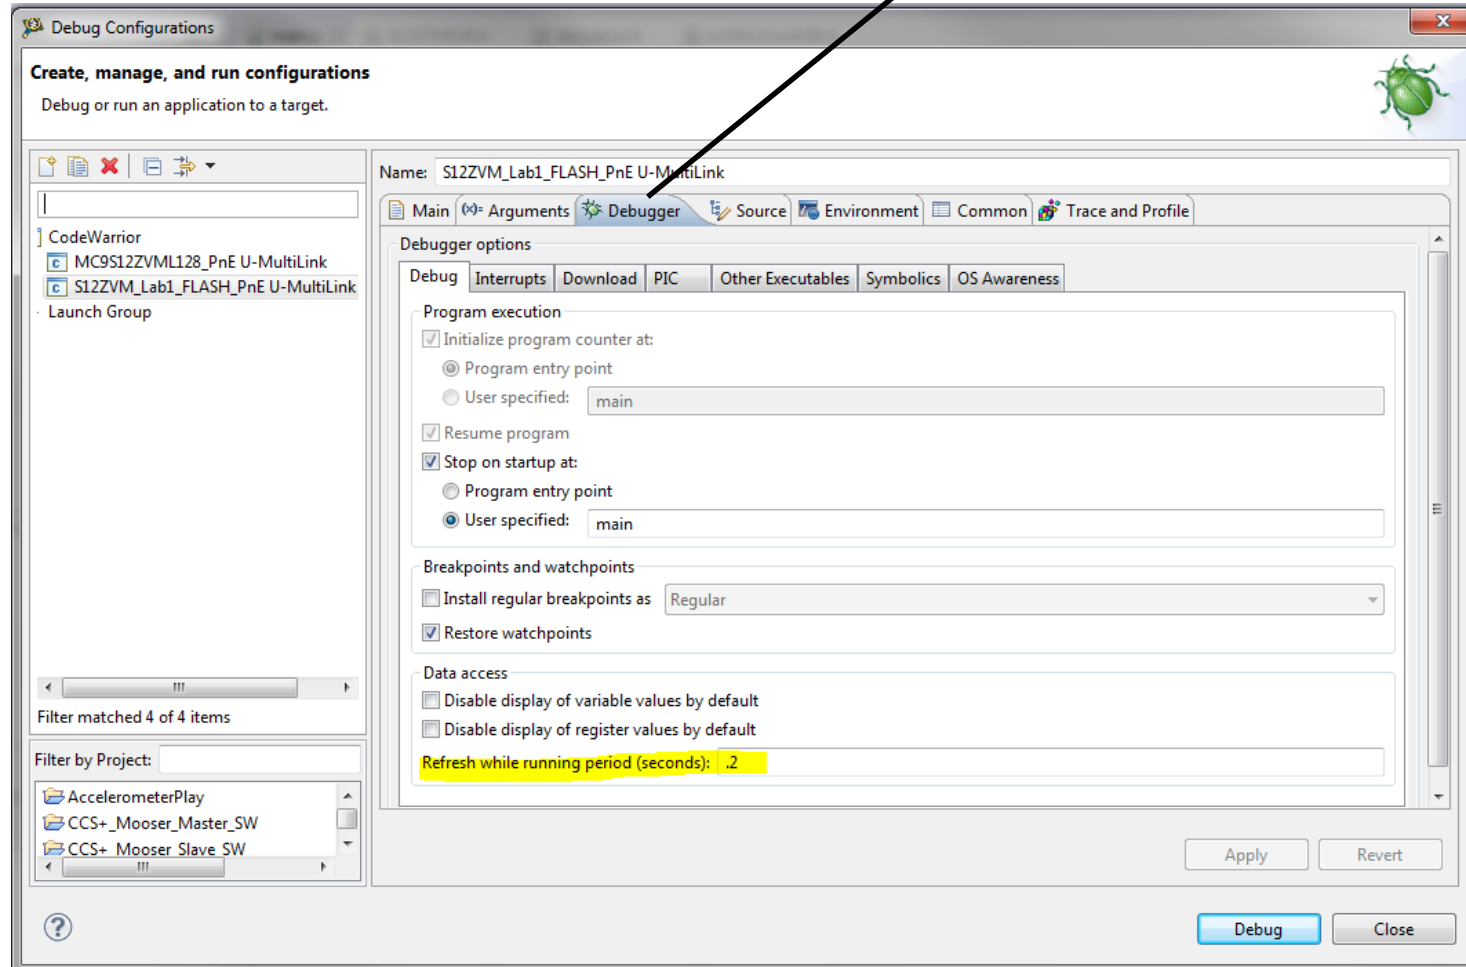 Debug Configurations
Create, manage, and run configurations
Debug or run an application to a target.
CodeWarrior
MC9S12ZVML128_PnE U-MultiLink
S12ZVM_Lab1_FLASH_PnE U-MultiLink
Launch Group
Filter matched 4 of 4 items
Filter by Project:
AccelerometerPlay
CCS+_Mooser_Master_SW
CCS+ Mooser Slave SW
Name: S12ZVM_Lab1_FLASH_PnE U-MultiLink
Main (x)= Arguments Debugger Source Environment Common Trace and Profile
Debugger options
Debug Interrupts Download PIC Other Executables Symbolics OS Awareness
Program execution
Initialize program counter at:
Program entry point
User specified: main
Resume program
Stop on startup at:
Program entry point
User specified: main
Breakpoints and watchpoints
Install regular breakpoints as Regular
Restore watchpoints
Data access
Disable display of variable values by default
Disable display of register values by default
Refresh while running period (seconds): .2
Apply Revert
Debug Close